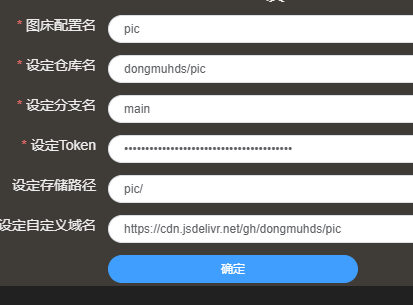 * 图床配置名
pic
* 设定仓库名
dongmuhds/pic
* 设定分支名
main
* 设定Token
••••••••••••••••••••••••••••••••••••••••
设定存储路径
pic/
设定自定义域名
https://cdn.jsdelivr.net/gh/dongmuhds/pic
确定